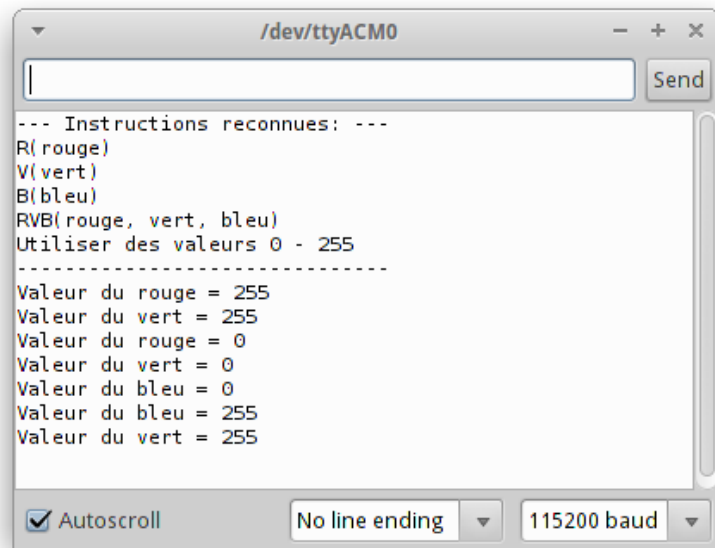 /dev/ttyACM0
Send
--- Instructions reconnues: ---
R(rouge)
V(vert)
B(bleu)
RVB(rouge, vert, bleu)
Utiliser des valeurs 0 - 255
-------------------------------
Valeur du rouge = 255
Valeur du vert = 255
Valeur du rouge = 0
Valeur du vert = 0
Valeur du bleu = 0
Valeur du bleu = 255
Valeur du vert = 255
Autoscroll
No line ending
115200 baud